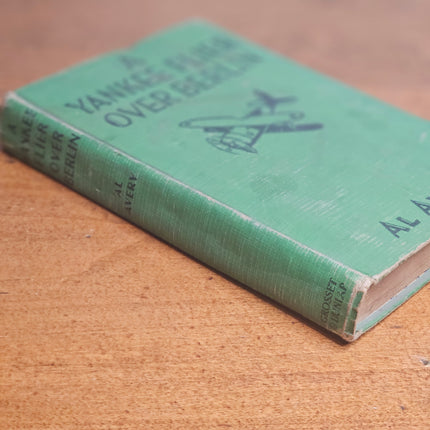 A
YANKEE FLIER
OVER BERLIN
AL
A
YANKEE
FLIER
OVER
BERLIN
AL
AVERY
GROSSET
& DUNLAP